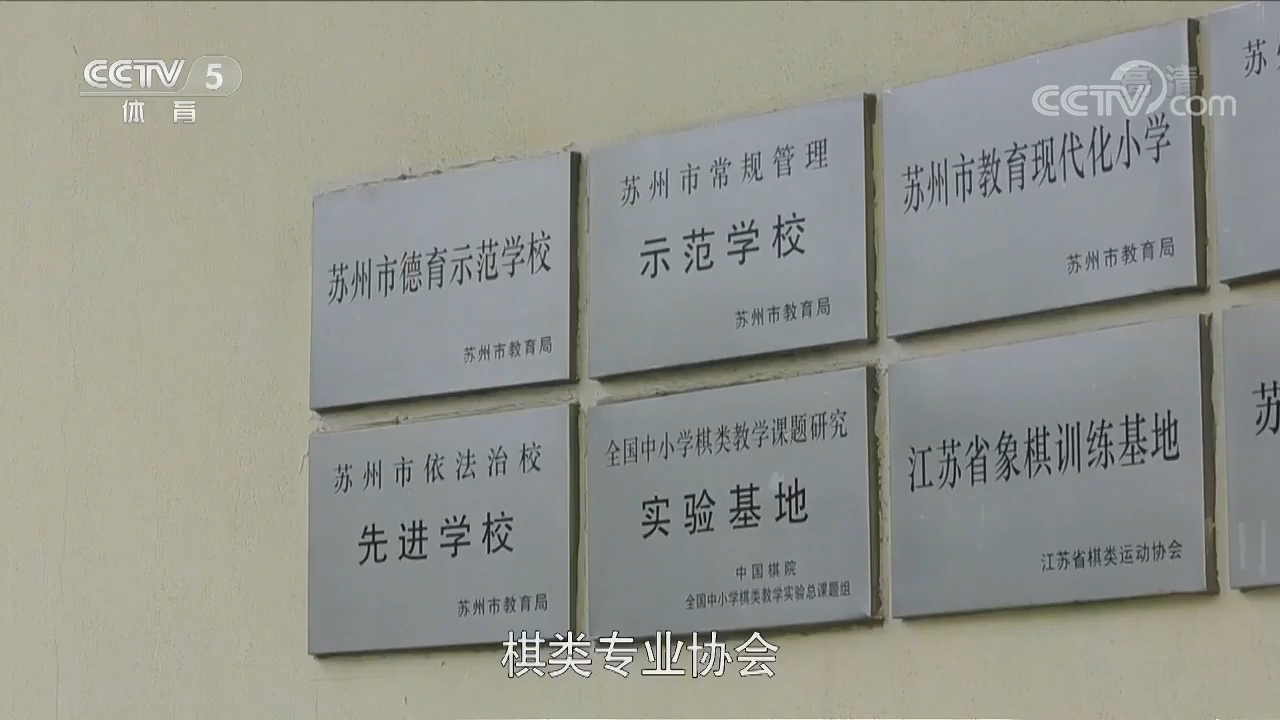 CCTV 5
体育
高清
CCTV.com
苏州市德育示范学校
苏州市教育局
苏州市常规管理
示范学校
苏州市教育局
苏州市教育现代化小学
苏州市教育局
苏
苏州市依法治校
先进学校
苏州市教育局
全国中小学棋类教学课题研究
实验基地
中国棋院
全国中小学棋类教学实验总课题组
江苏省象棋训练基地
江苏省棋类运动协会
苏
棋类专业协会